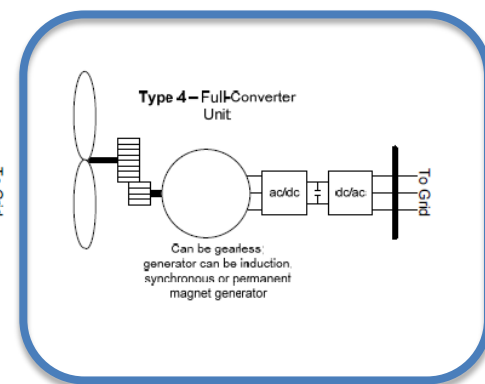 Type 4 – Full-Converter
Unit
ac/dc
dc/ac
To Grid
Can be gearless;
generator can be induction,
synchronous or permanent
magnet generator